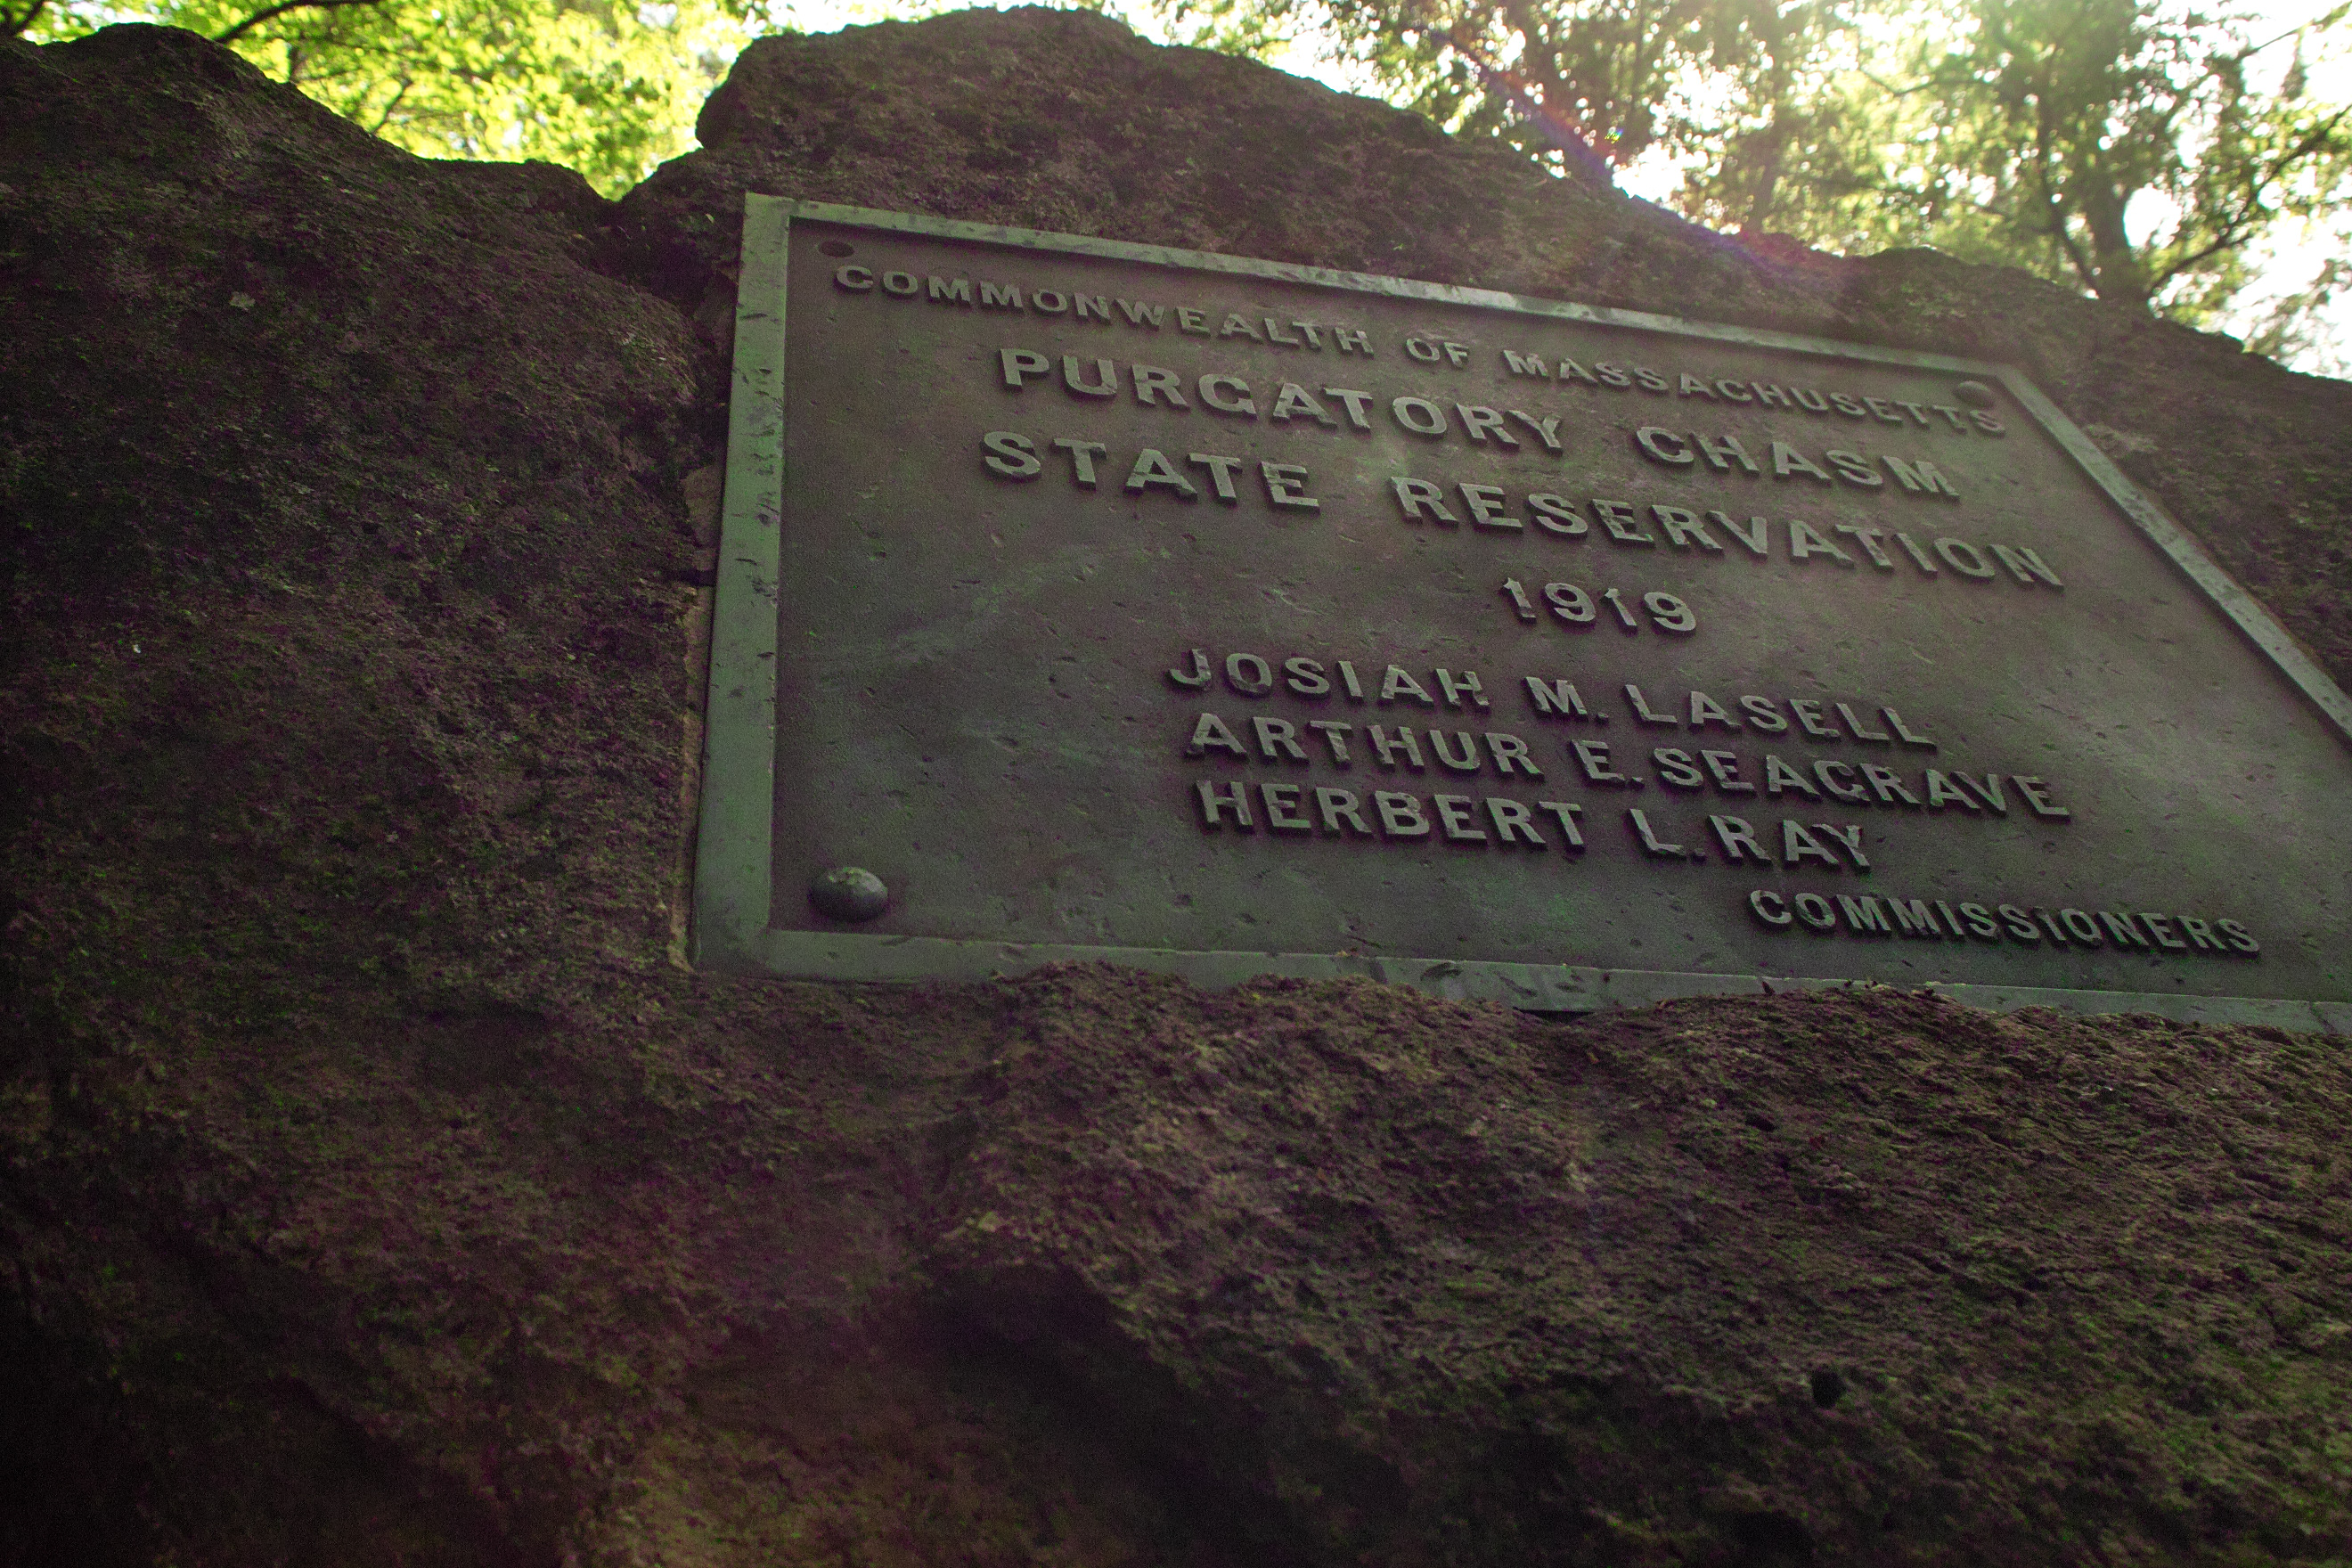 COMMONWEALTH OF MASSACHUSETTS
PURGATORY CHASM
STATE RESERVATION
1919
JOSIAH M. LASELL
ARTHUR E. SEAGRAVE
HERBERT L. RAY
COMMISSIONERS